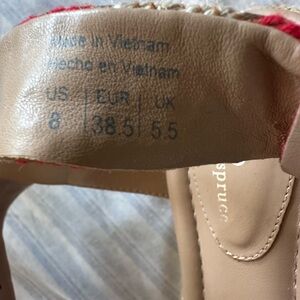 Made in Vietnam
Hecho en Vietnam
US | EUR | UK
8 | 38.5 | 5.5
spruce